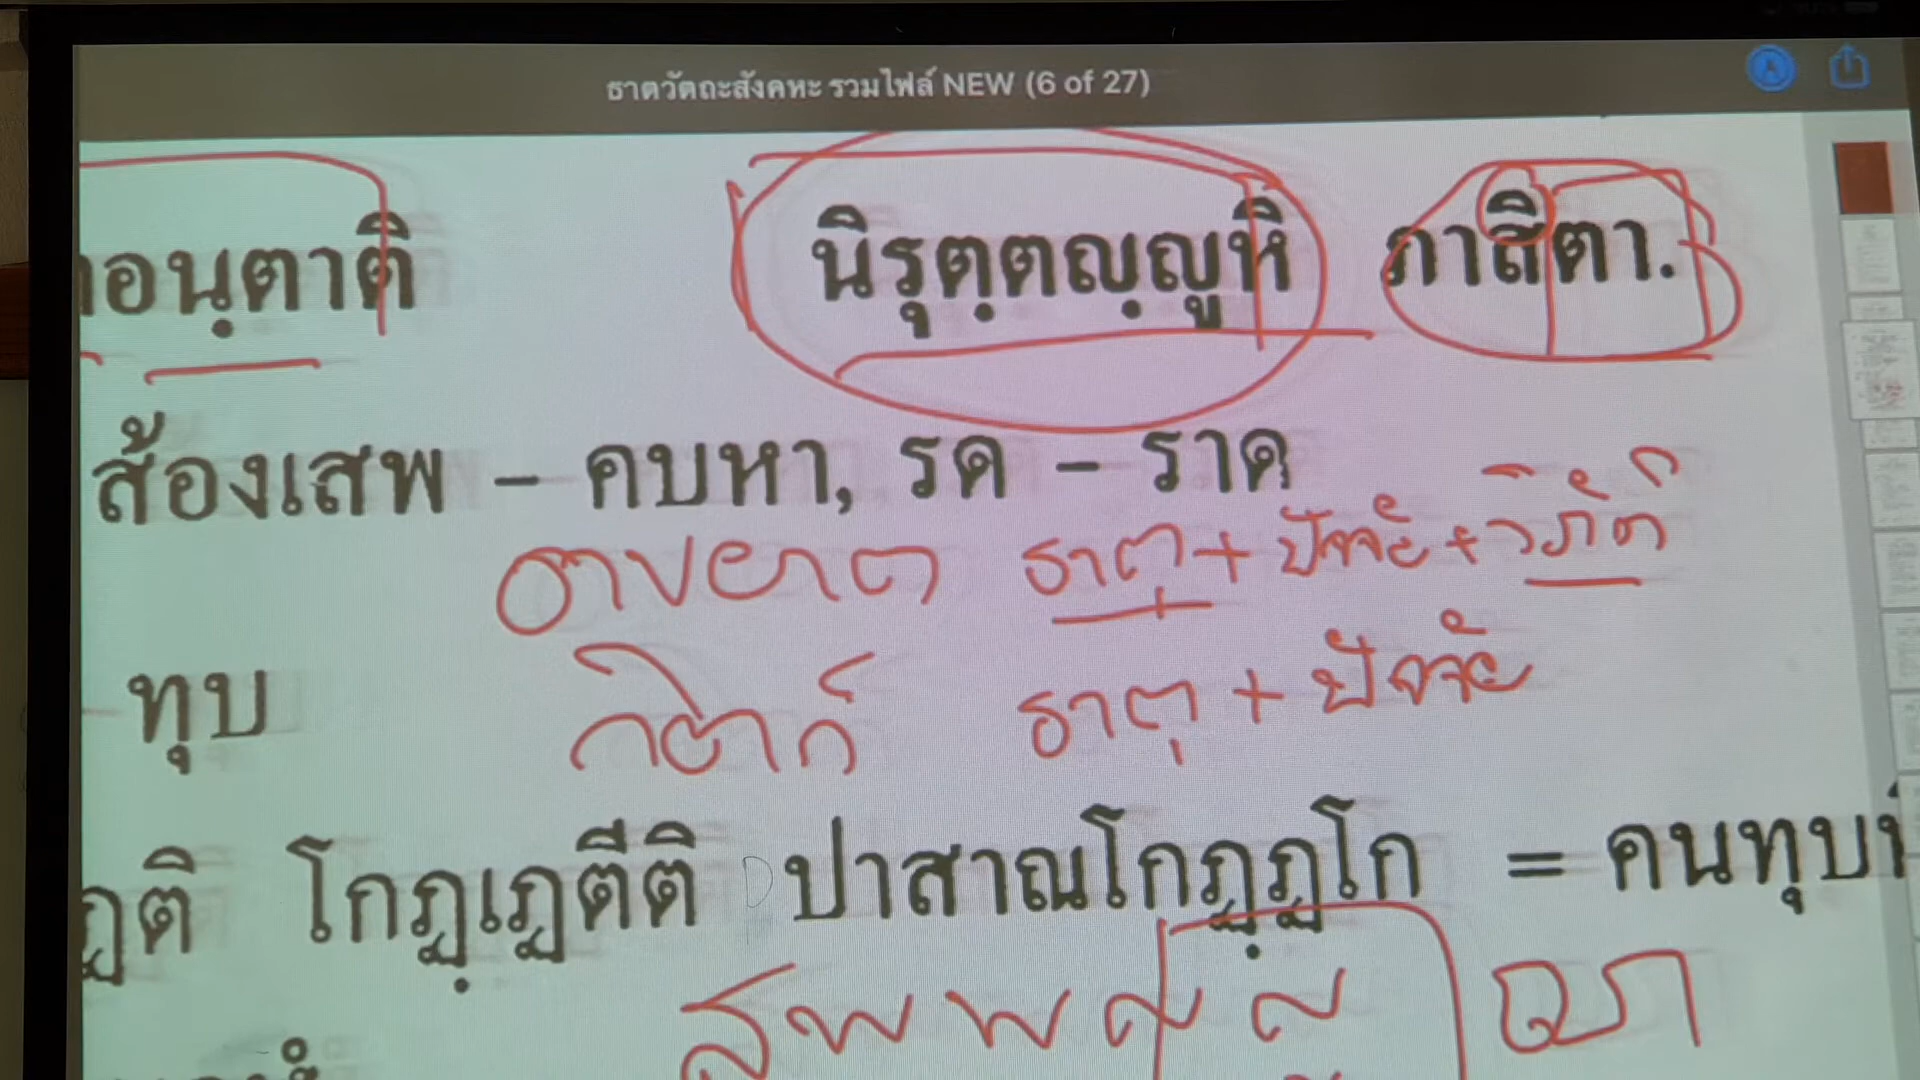 ธาตวัตถะสังคหะ รวมไฟล์ NEW (6 of 27)
อนฺตาติ นิรุตฺตญฺญูหิ ภาสิตา.
ส้องเสพ – คบหา, รด – ราด
อาขยาต ธาตุ + ปัจจัย + วิภัตติ
– ทุบ
กิตก์ ธาตุ + ปัจจัย
ฏติ โกฏฺเฏตีติ ปาสาณโกฏฺฏโก = คนทุบ